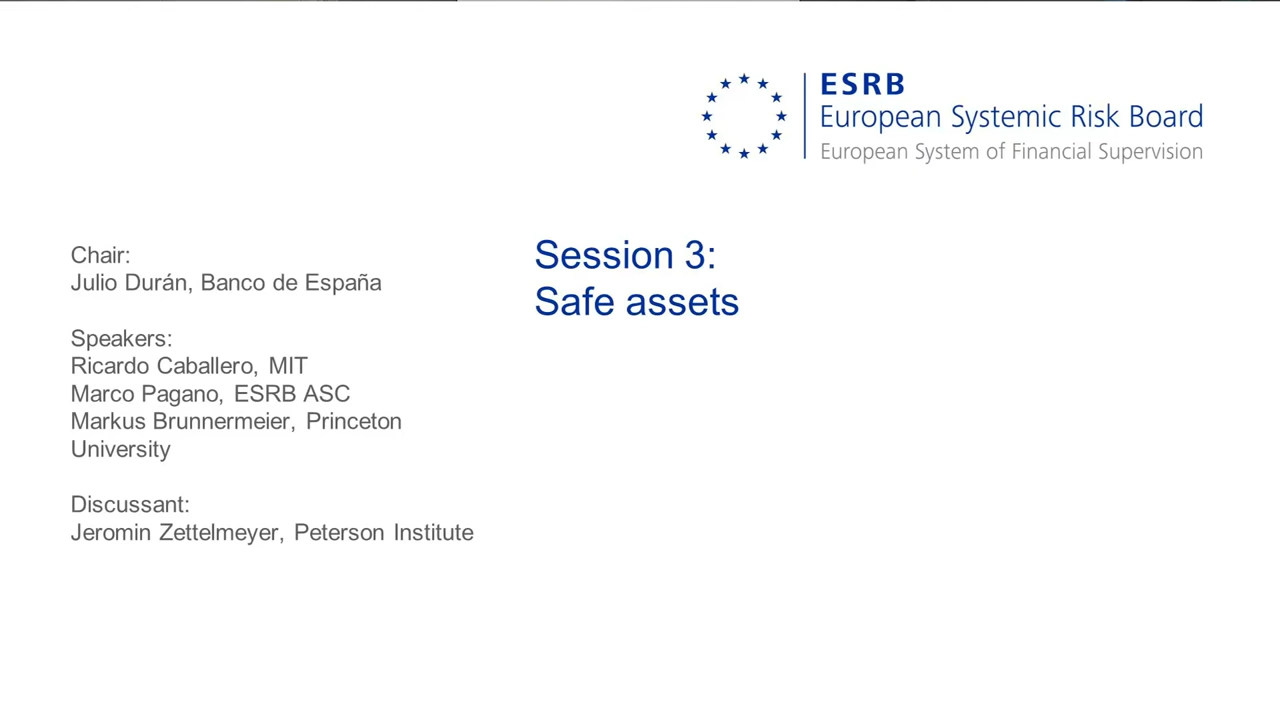 ESRB
European Systemic Risk Board
European System of Financial Supervision
Session 3:
Safe assets
Chair:
Julio Durán, Banco de España
Speakers:
Ricardo Caballero, MIT
Marco Pagano, ESRB ASC
Markus Brunnermeier, Princeton
University
Discussant:
Jeromin Zettelmeyer, Peterson Institute